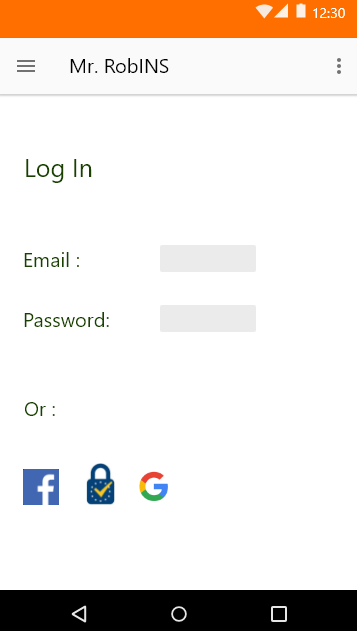 12:30
Mr. RobINS
Log In
Email :
Password:
Or :